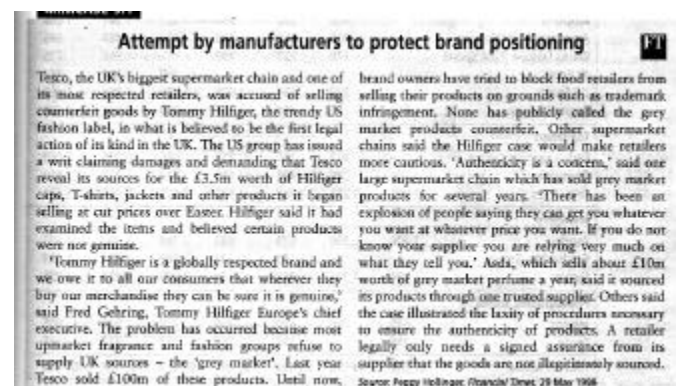 Attempt by manufacturers to protect brand positioning
FT
Tesco, the UK's biggest supermarket chain and one of
its most respected retailers, was accused of selling
counterfeit goods by Tommy Hilfiger, the trendy US
fashion label, in what is believed to be the first legal
action of its kind in the UK. The US group has issued
a writ claiming damages and demanding that Tesco
reveal its sources for the £3.5m worth of Hilfiger
caps, T-shirts, jackets and other products it began
selling at cut prices over Easter. Hilfiger said it had
examined the items and believed certain products
were not genuine.
'Tommy Hilfiger is a globally respected brand and
we owe it to all our consumers that wherever they
buy our merchandise they can be sure it is genuine,'
said Fred Gehring, Tommy Hilfiger Europe's chief
executive. The problem has occurred because most
upmarket fragrance and fashion groups refuse to
supply UK sources – the 'grey market'. Last year
Tesco sold £100m of these products. Until now,
brand owners have tried to block food retailers from
selling their products on grounds such as trademark
infringement. None has publicly called the grey
market products counterfeit. Other supermarket
chains said the Hilfiger case would make retailers
more cautious. 'Authenticity is a concern,' said one
large supermarket chain which has sold grey market
products for several years. 'There has been an
explosion of people saying they can get you whatever
you want at whatever price you want. If you do not
know your supplier you are relying very much on
what they tell you.' Asda, which sells about £10m
worth of grey market perfume a year, said it sourced
its products through one trusted supplier. Others said
the case illustrated the laxity of procedures necessary
to ensure the authenticity of products. A retailer
legally only needs a signed assurance from its
supplier that the goods are not illegitimately sourced.
Source: Peggy Hollinger, Financial Times, 19 May 1998